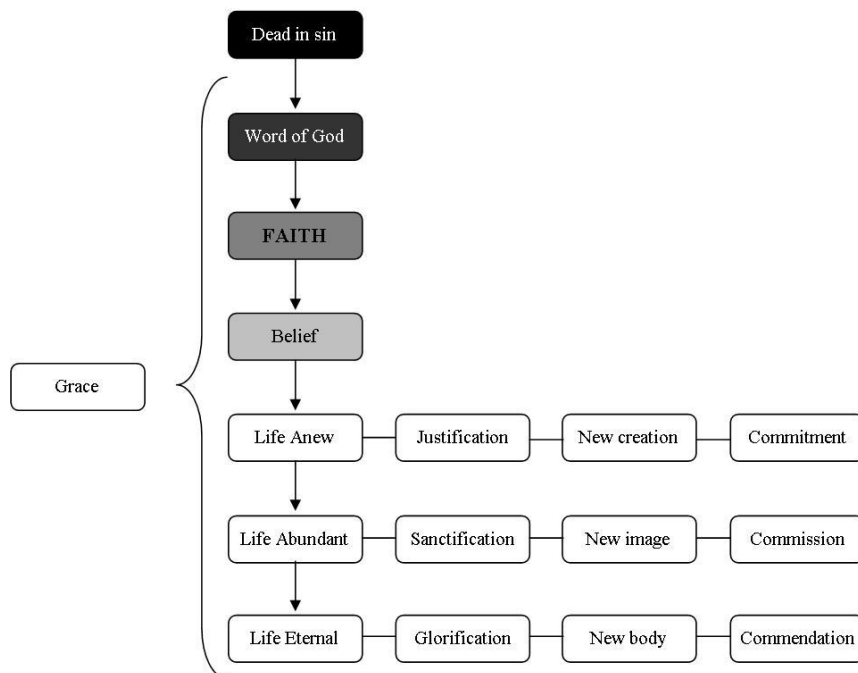 Dead in sin
Word of God
FAITH
Belief
Grace
Life Anew
Justification
New creation
Commitment
Life Abundant
Sanctification
New image
Commission
Life Eternal
Glorification
New body
Commendation